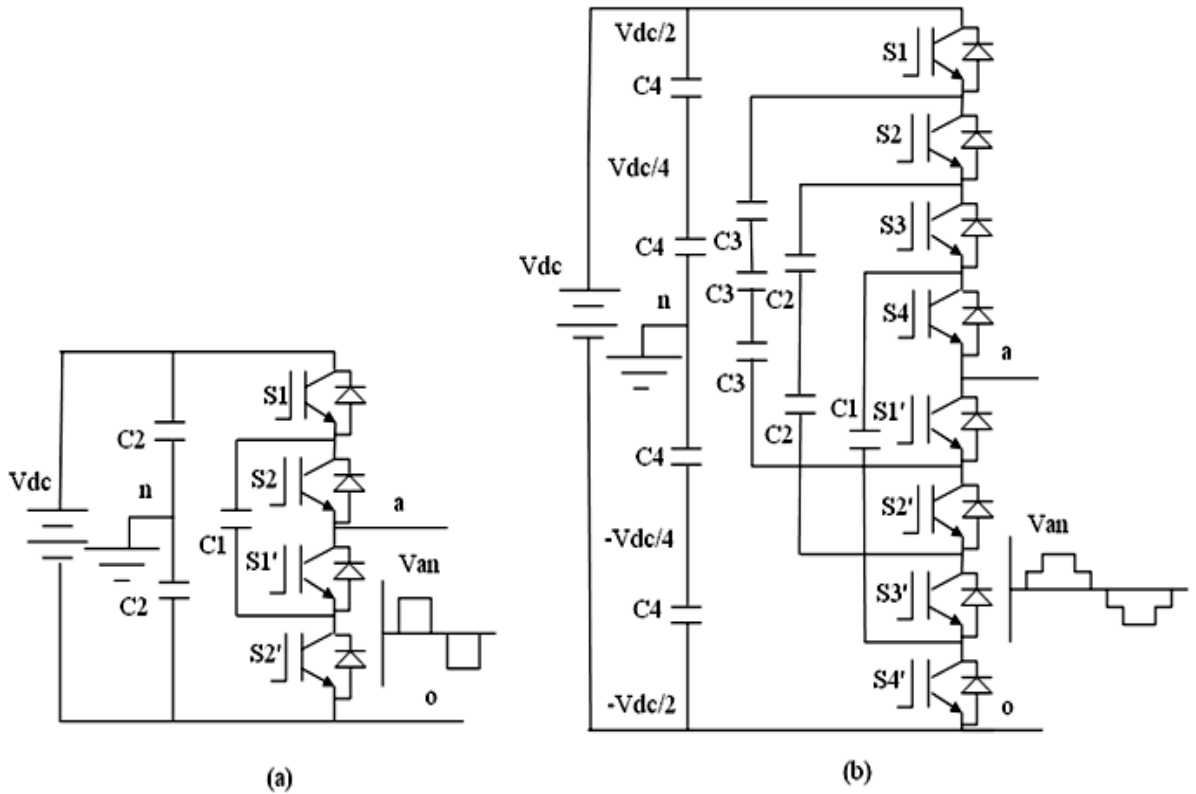 Vdc
C2
n
C2
C1
S1
S2
a
S1'
S2'
Van
o
(a)
Vdc/2
C4
Vdc/4
C4
Vdc
n
C4
-Vdc/4
C4
-Vdc/2
C3
C3
C3
C2
C2
C1
S1
S2
S3
S4
a
S1'
S2'
S3'
S4'
Van
o
(b)